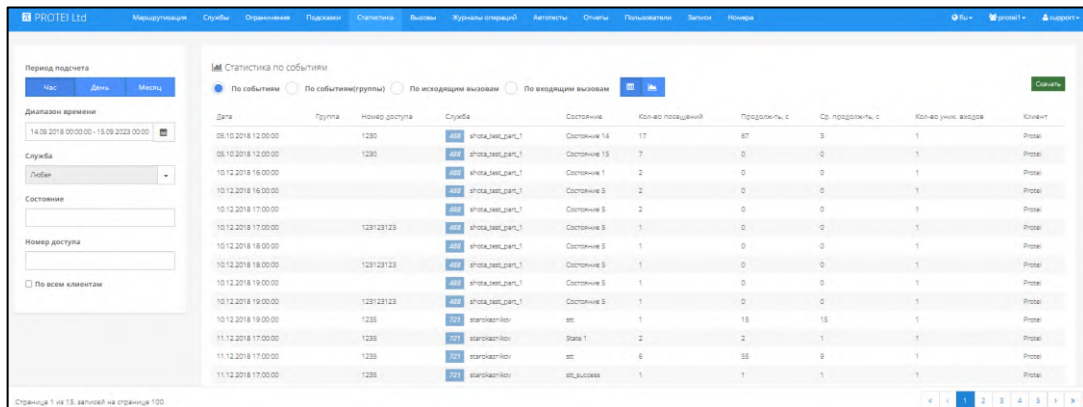 PROTEI Ltd Маршрутизация Службы Ограничения Подсказки Статистика Вызовы Журналы операций Автотесты Отчеты Пользователи Записи Номера Ru protei1 support
Период подсчета
Час День Месяц
Диапазон времени
14.09.2018 00:00:00 - 15.09.2023 00:00
Служба
Любая
Состояние
Номер доступа
По всем клиентам
Статистика по событиям
По событиям По событиям(группы) По исходящим вызовам По входящим вызовам Скачать
Дата Группа Номер доступа Служба Состояние Кол-во посещений Продолж-ть, с Ср. продолж-ть, с Кол-во уник. входов Клиент
05.10.2018 12:00:00 1230 488 shota_test_part_1 Состояние 14 17 67 3 1 Protei
05.10.2018 12:00:00 1230 488 shota_test_part_1 Состояние 15 7 0 0 1 Protei
10.12.2018 16:00:00 488 shota_test_part_1 Состояние 1 2 0 0 1 Protei
10.12.2018 16:00:00 488 shota_test_part_1 Состояние 5 2 0 0 1 Protei
10.12.2018 17:00:00 488 shota_test_part_1 Состояние 5 2 0 0 1 Protei
10.12.2018 17:00:00 123123123 488 shota_test_part_1 Состояние 5 1 0 0 1 Protei
10.12.2018 18:00:00 488 shota_test_part_1 Состояние 5 1 0 0 1 Protei
10.12.2018 18:00:00 123123123 488 shota_test_part_1 Состояние 5 1 0 0 1 Protei
10.12.2018 19:00:00 488 shota_test_part_1 Состояние 5 1 0 0 1 Protei
10.12.2018 19:00:00 123123123 488 shota_test_part_1 Состояние 5 1 0 0 1 Protei
10.12.2018 19:00:00 1235 721 starokaznikov stt 1 15 15 1 Protei
11.12.2018 17:00:00 1235 721 starokaznikov State 1 2 2 1 1 Protei
11.12.2018 17:00:00 1235 721 starokaznikov stt 6 55 9 1 Protei
11.12.2018 17:00:00 1235 721 starokaznikov stt_success 1 1 1 1 Protei
Страница 1 из 15, записей на странице 100
« ‹ 1 2 3 4 5 › »